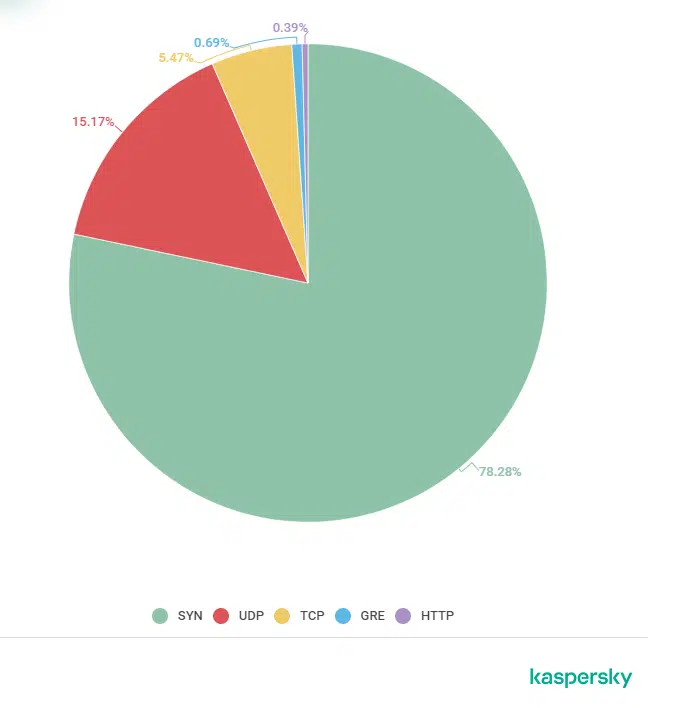 0.39%
0.69%
5.47%
15.17%
78.28%
SYN UDP TCP GRE HTTP
kaspersky